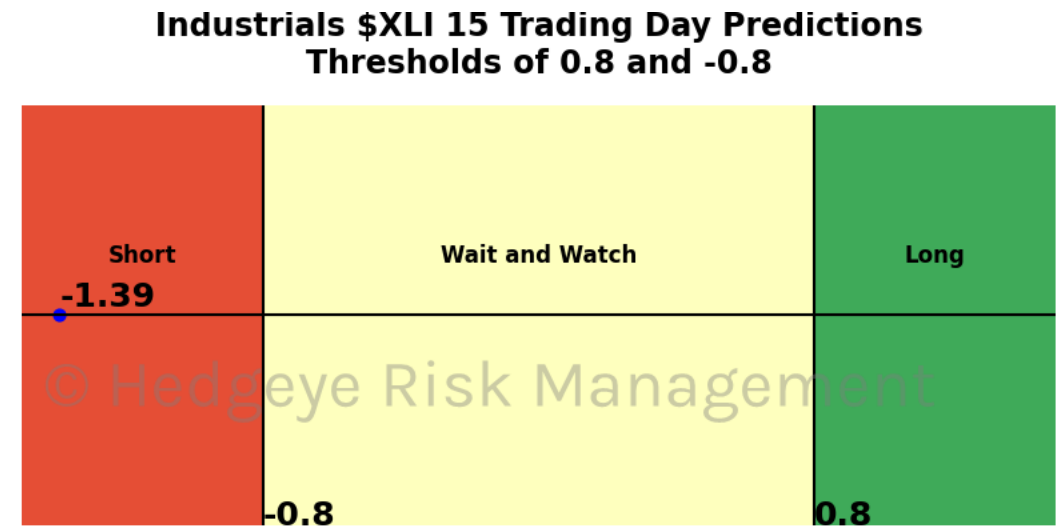 Industrials $XLI 15 Trading Day Predictions
Thresholds of 0.8 and -0.8
Short
Wait and Watch
Long
-1.39
© Hedgeye Risk Management
-0.8
0.8